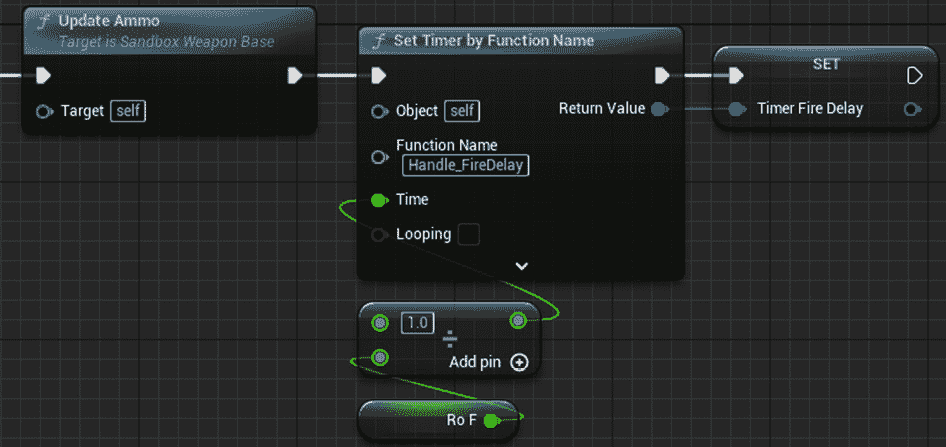 f Update Ammo
Target is Sandbox Weapon Base
Target self
f Set Timer by Function Name
Object self
Return Value
Function Name
Handle_FireDelay
Time
Looping
SET
Timer Fire Delay
1.0
÷
Add pin
Ro F